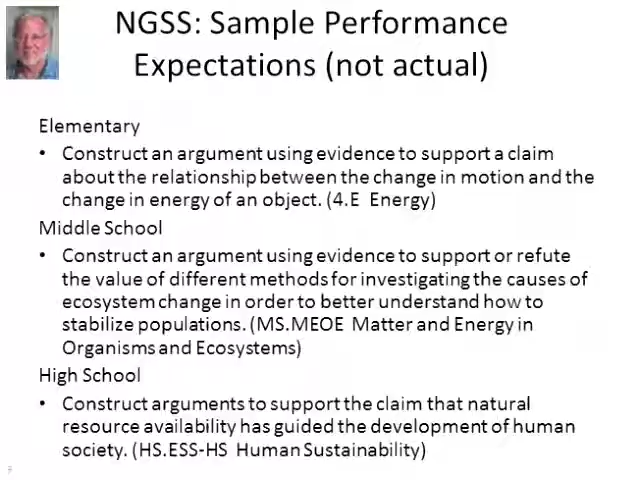 NGSS: Sample Performance
Expectations (not actual)
Elementary
• Construct an argument using evidence to support a claim
about the relationship between the change in motion and the
change in energy of an object. (4.E Energy)
Middle School
• Construct an argument using evidence to support or refute
the value of different methods for investigating the causes of
ecosystem change in order to better understand how to
stabilize populations. (MS.MEOE Matter and Energy in
Organisms and Ecosystems)
High School
• Construct arguments to support the claim that natural
resource availability has guided the development of human
society. (HS.ESS-HS Human Sustainability)